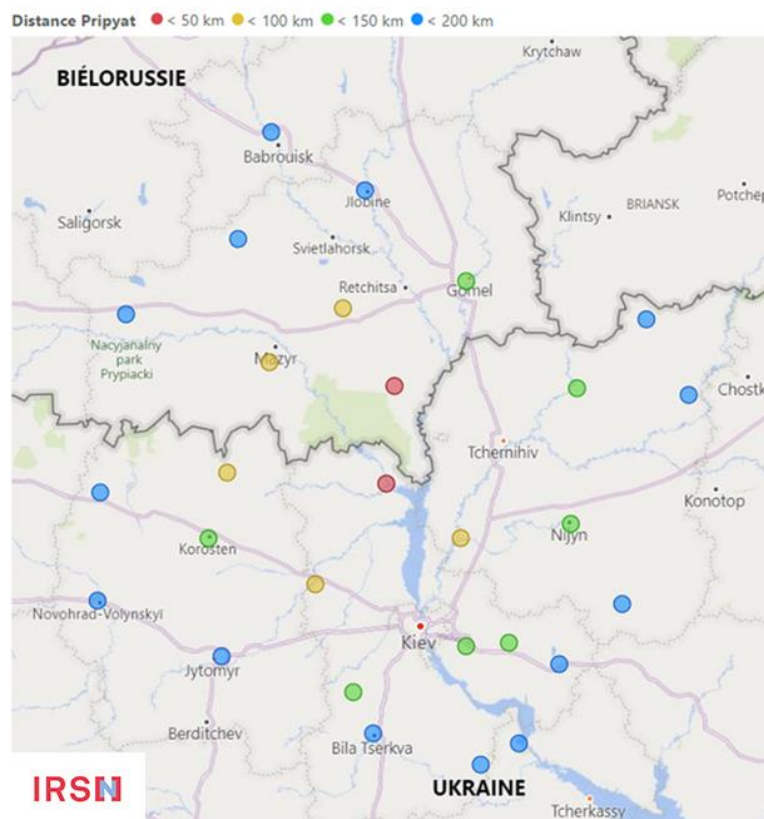 Distance Pripyat < 50 km < 100 km < 150 km < 200 km
Krytchaw
BIÉLORUSSIE
Babrouisk
Jlobine
Potchep
BRIANSK
Klintsy
Saligorsk
Svietlahorsk
Retchitsa
Gomel
Nacyjanalny
park
Prypiacki
Mazyr
Chostk
Tchernihiv
Konotop
Nijyn
Korosten
Novohrad-Volynskyï
Kiev
Jytomyr
Berditchev
Bila Tserkva
UKRAINE
IRSN
Tcherkassy